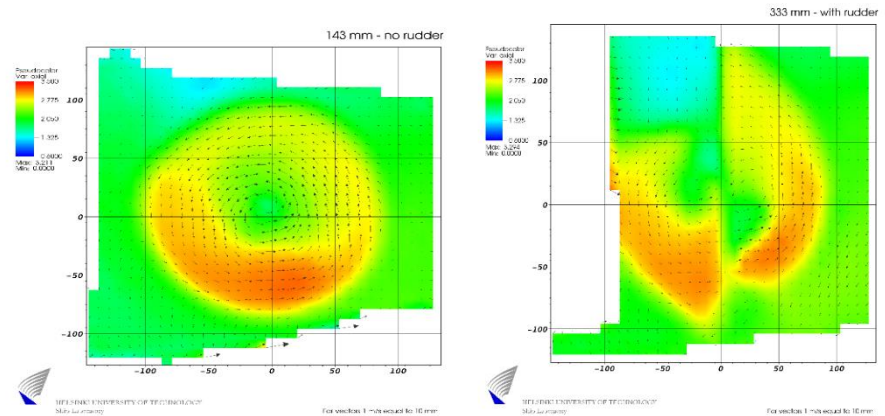 143 mm - no rudder
Pseudocolor
Var: axial
3.500
2.775
2.050
1.325
0.6000
Max: 3.211
Min: 0.0000
100
50
0
−50
−100
−100
−50
0
50
100
HELSINKI UNIVERSITY OF TECHNOLOGY
Ship Laboratory
For vectors 1 m/s equal to 10 mm
333 mm - with rudder
Pseudocolor
Var: axial
3.500
2.775
2.050
1.325
0.6000
Min: 0.0000
100
50
0
−50
−100
−100
−50
0
50
100
HELSINKI UNIVERSITY OF TECHNOLOGY
Ship Laboratory
For vectors 1 m/s equal to 10 mm